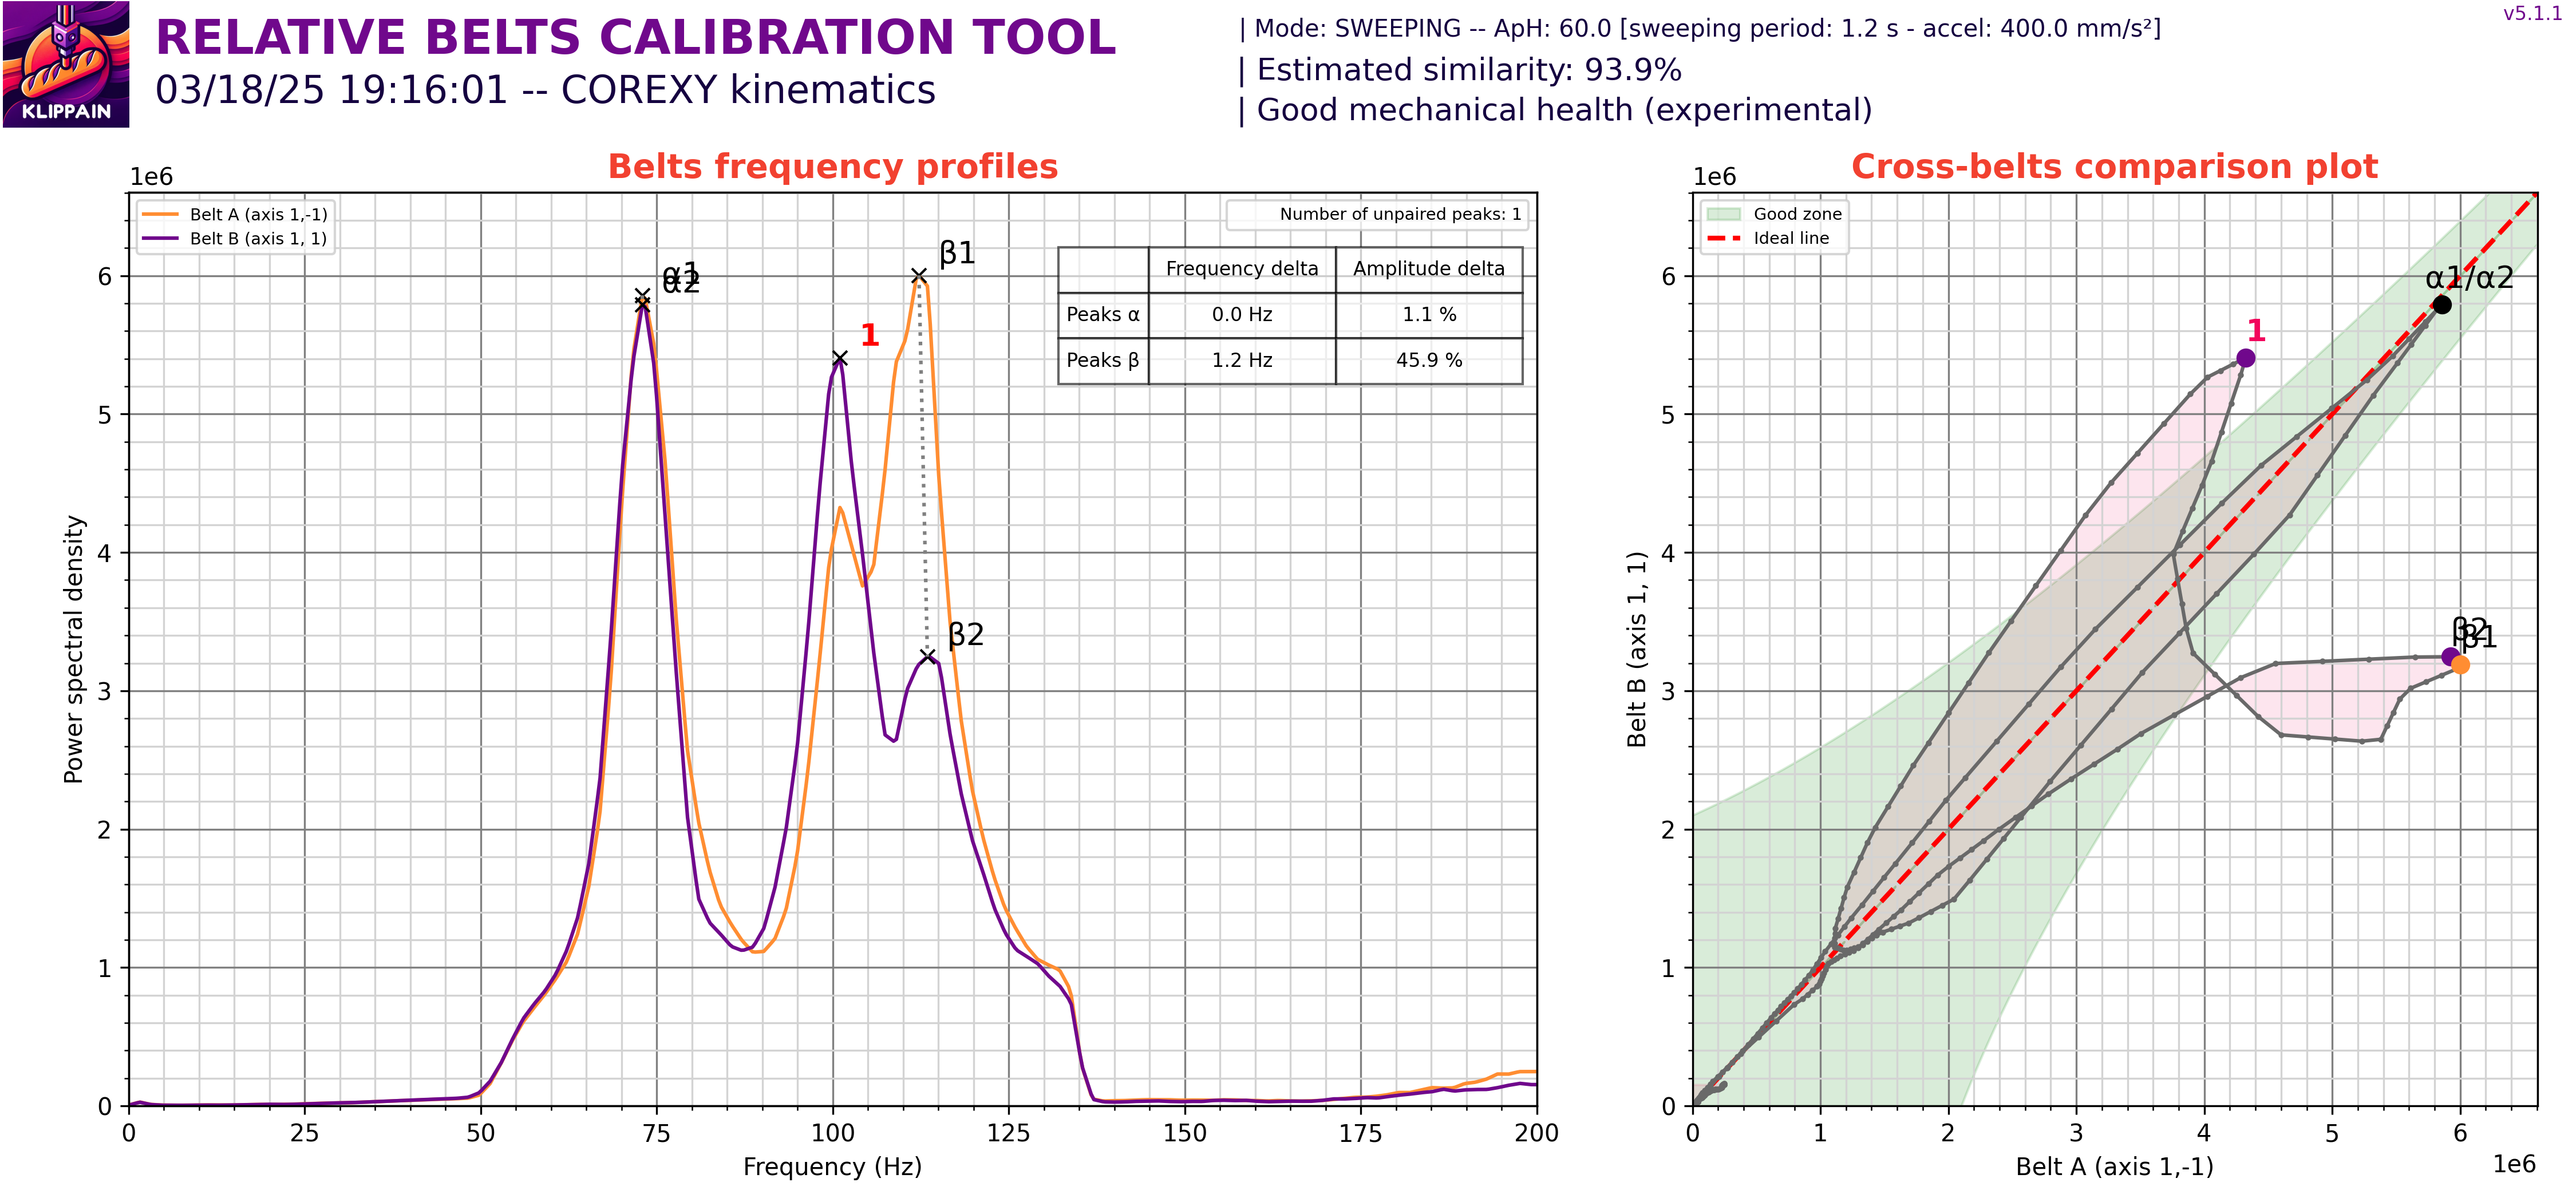 KLIPPAIN
RELATIVE BELTS CALIBRATION TOOL
03/18/25 19:16:01 -- COREXY kinematics
| Mode: SWEEPING -- ApH: 60.0 [sweeping period: 1.2 s - accel: 400.0 mm/s²]
| Estimated similarity: 93.9%
| Good mechanical health (experimental)
v5.1.1
Belts frequency profiles
1e6
Belt A (axis 1,-1)
Belt B (axis 1, 1)
Number of unpaired peaks: 1
Frequency delta Amplitude delta
Peaks α 0.0 Hz 1.1 %
Peaks β 1.2 Hz 45.9 %
α1
α2
1
β1
β2
6
5
4
3
2
1
0
Power spectral density
0 25 50 75 100 125 150 175 200
Frequency (Hz)
Cross-belts comparison plot
1e6
Good zone
Ideal line
α1/α2
1
β2
β1
6
5
4
3
2
1
0
Belt B (axis 1, 1)
0 1 2 3 4 5 6
Belt A (axis 1,-1)
1e6